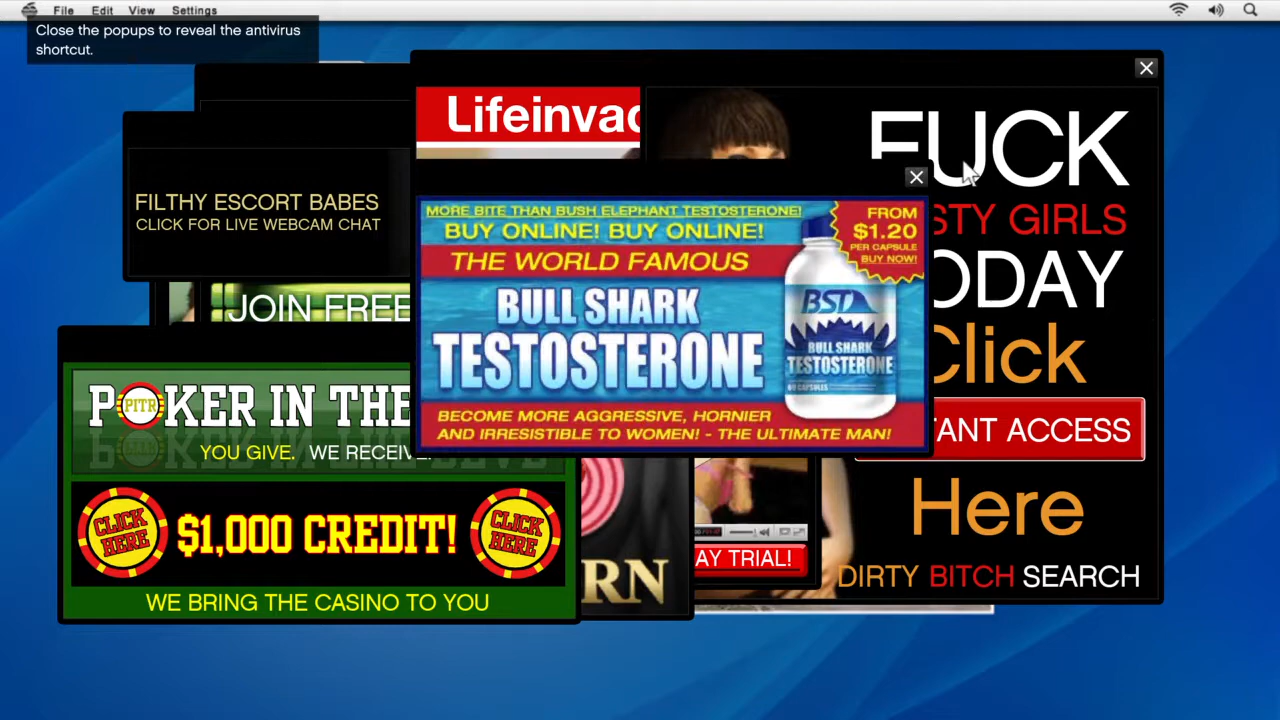 File Edit View Settings
Close the popups to reveal the antivirus
shortcut.
Lifeinvad
FUCK
STY GIRLS
ODAY
Click
TANT ACCESS
Here
DIRTY BITCH SEARCH
FILTHY ESCORT BABES
CLICK FOR LIVE WEBCAM CHAT
JOIN FREE
MORE BITE THAN BUSH ELEPHANT TESTOSTERONE!
BUY ONLINE! BUY ONLINE!
THE WORLD FAMOUS
BULL SHARK
TESTOSTERONE
BECOME MORE AGGRESSIVE, HORNIER
AND IRRESISTIBLE TO WOMEN! - THE ULTIMATE MAN!
FROM
$1.20
PER CAPSULE
BUY NOW!
BST
BULL SHARK
TESTOSTERONE
60 CAPSULES
POKER IN THE
PITR
YOU GIVE. WE RECEIVE.
CLICK
HERE
$1,000 CREDIT!
CLICK
HERE
WE BRING THE CASINO TO YOU
RN
AY TRIAL!